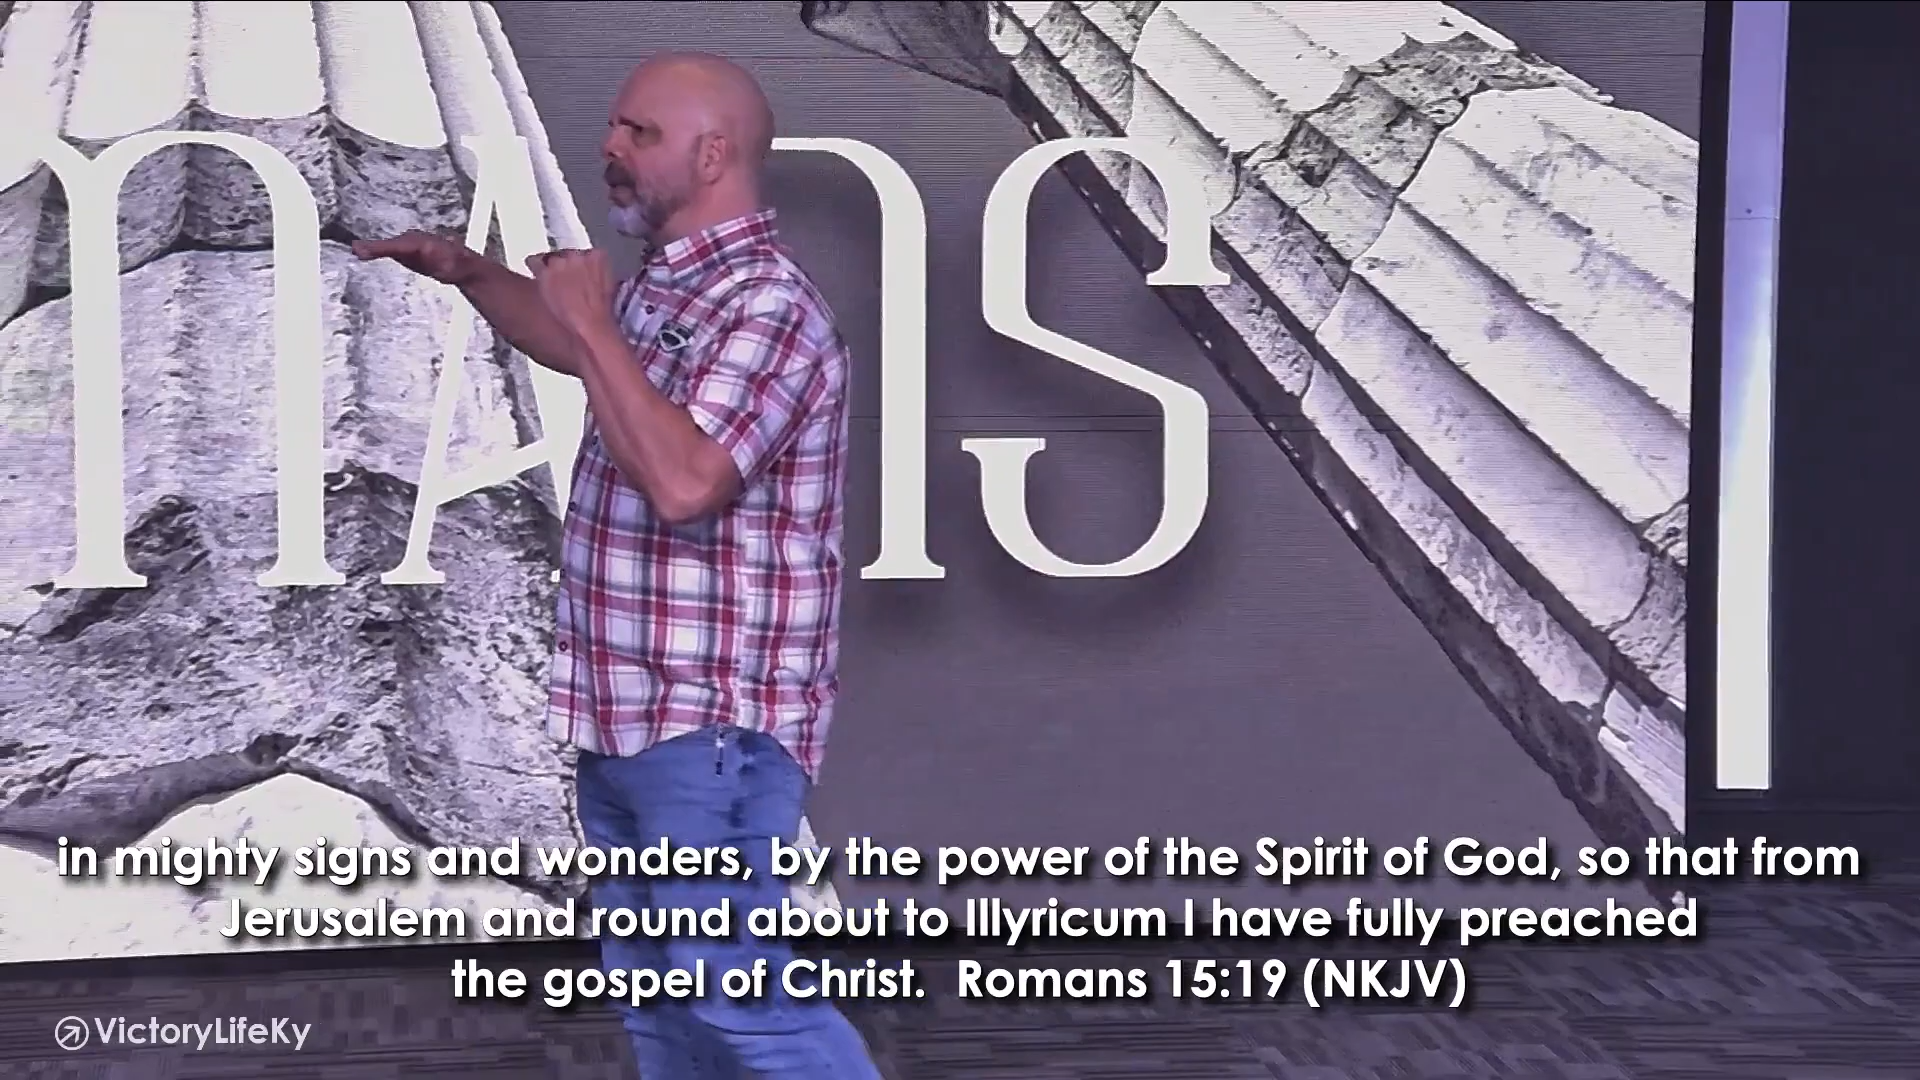 MANS
in mighty signs and wonders, by the power of the Spirit of God, so that from
Jerusalem and round about to Illyricum I have fully preached
the gospel of Christ.  Romans 15:19 (NKJV)
VictoryLifeKy